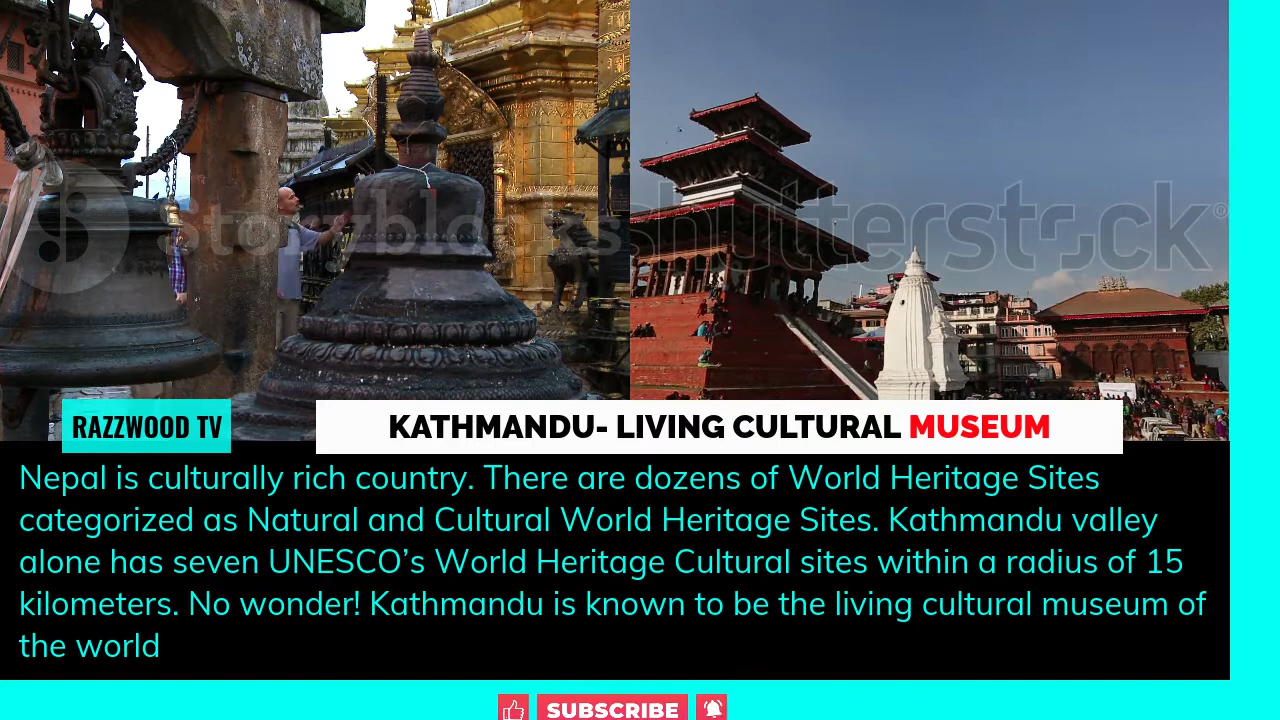 Storyblocks
shutterstock
RAZZWOOD TV
KATHMANDU- LIVING CULTURAL MUSEUM
Nepal is culturally rich country. There are dozens of World Heritage Sites
categorized as Natural and Cultural World Heritage Sites. Kathmandu valley
alone has seven UNESCO’s World Heritage Cultural sites within a radius of 15
kilometers. No wonder! Kathmandu is known to be the living cultural museum of
the world
SUBSCRIBE